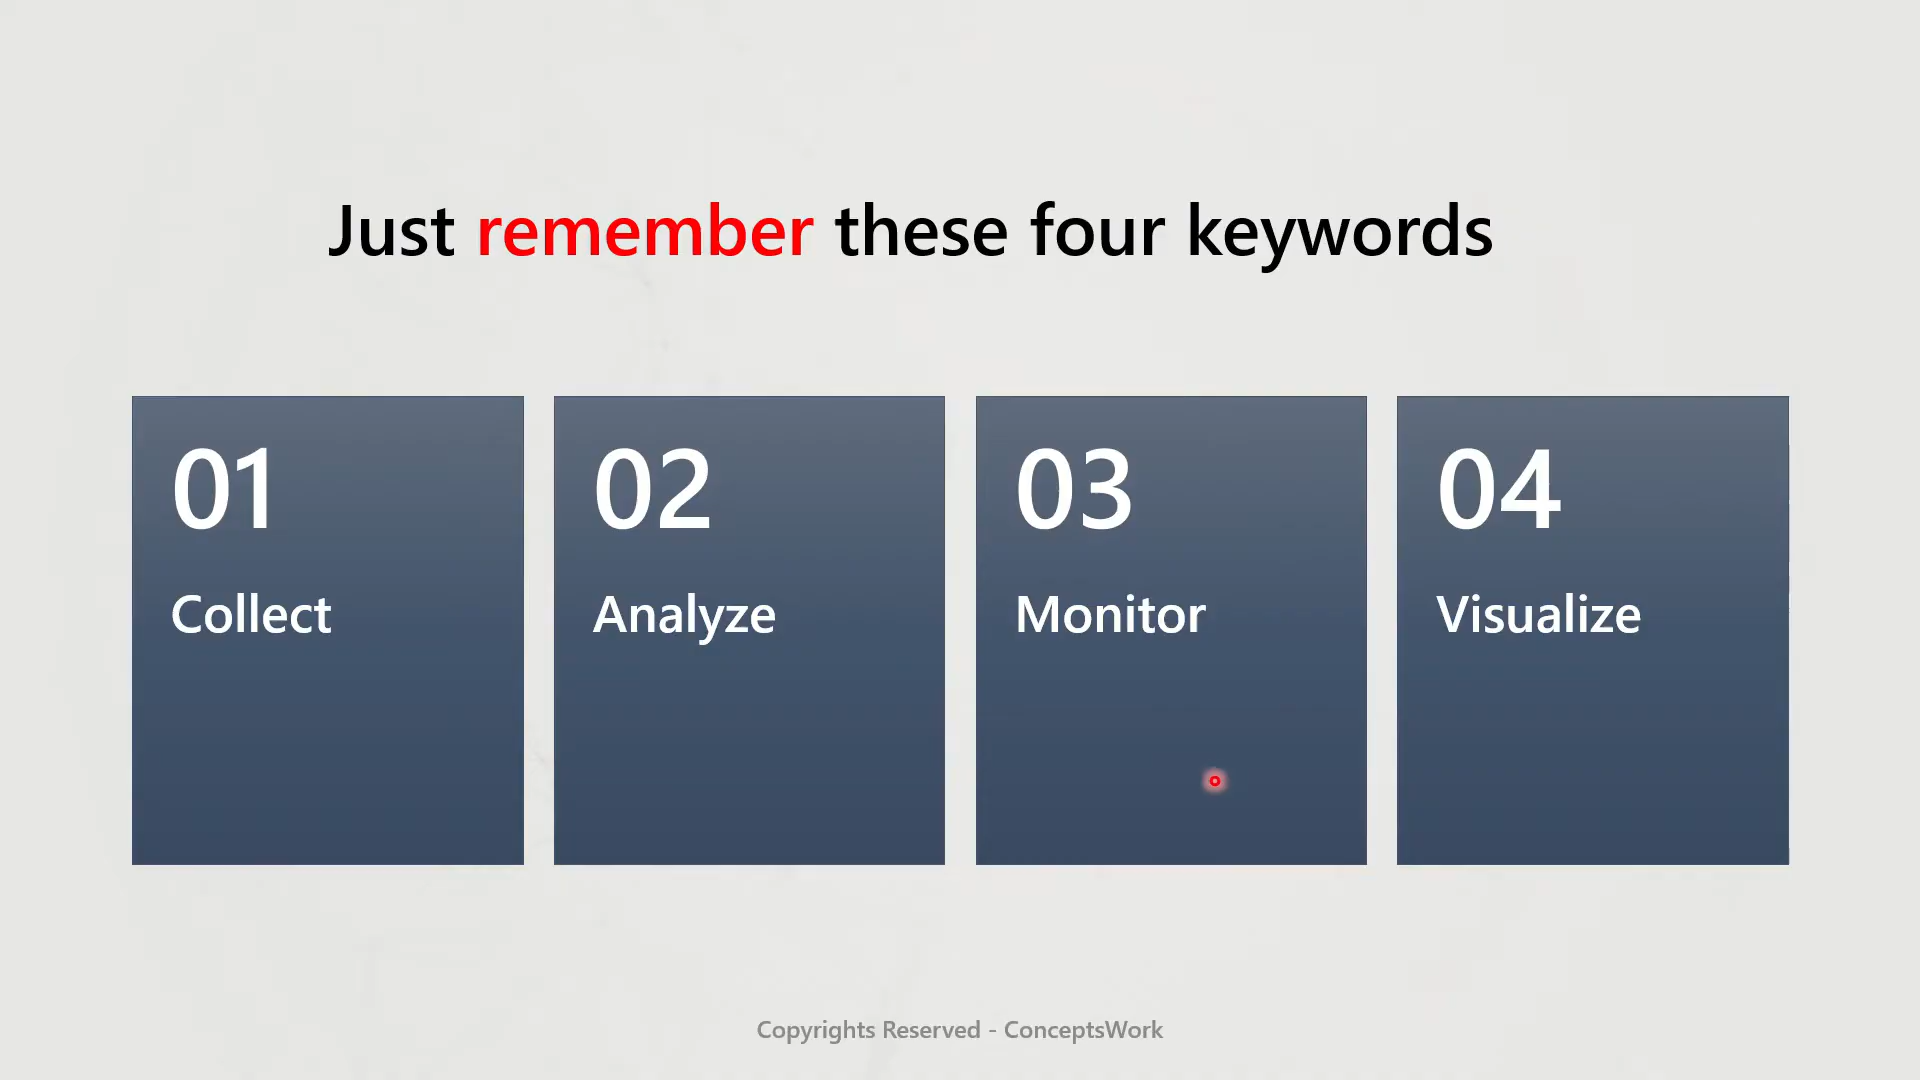 Just remember these four keywords
01
Collect
02
Analyze
03
Monitor
04
Visualize
Copyrights Reserved - ConceptsWork